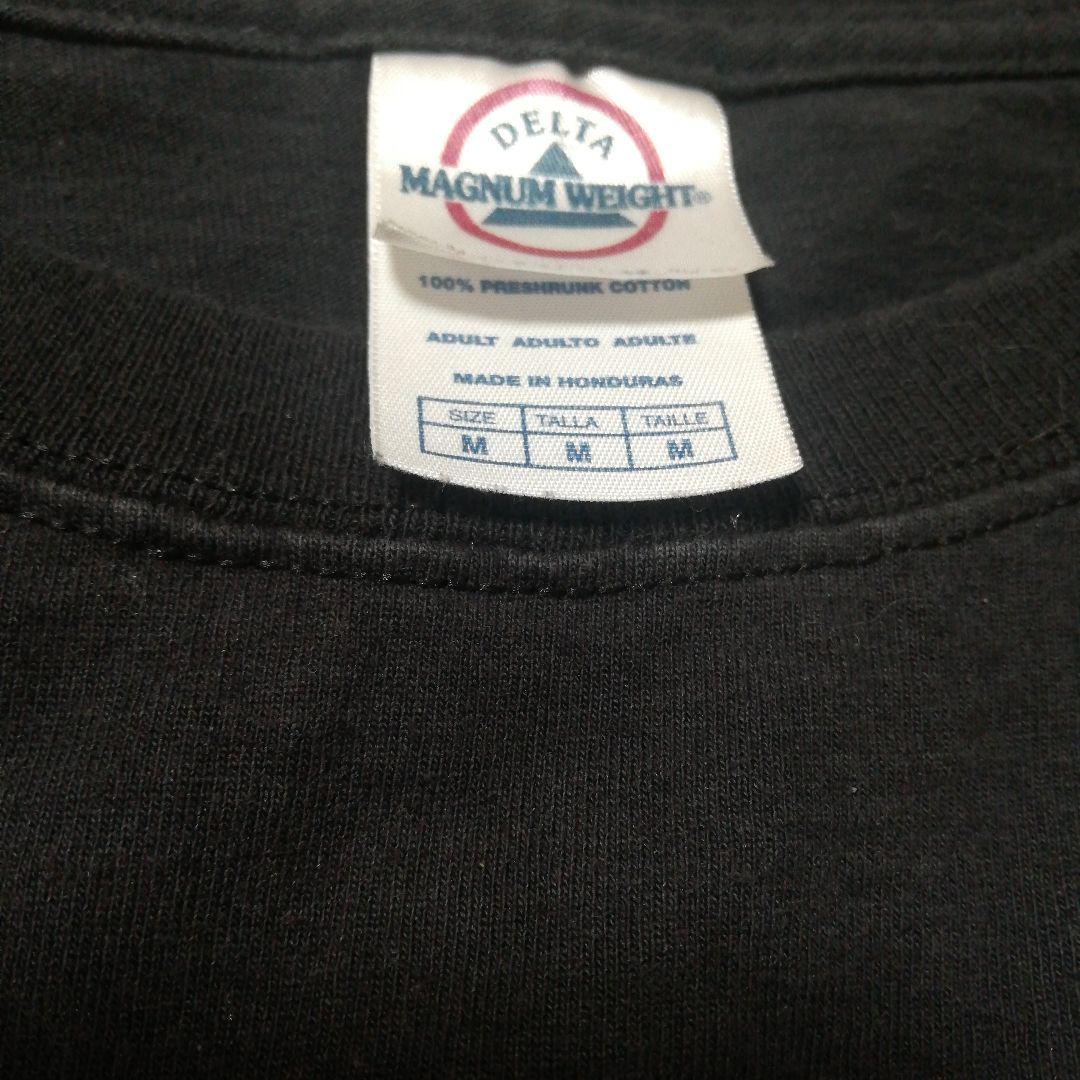 DELTA
MAGNUM WEIGHT®
100% PRESHRUNK COTTON
ADULT ADULTO ADULTE
MADE IN HONDURAS
SIZE TALLA TAILLE
M M M